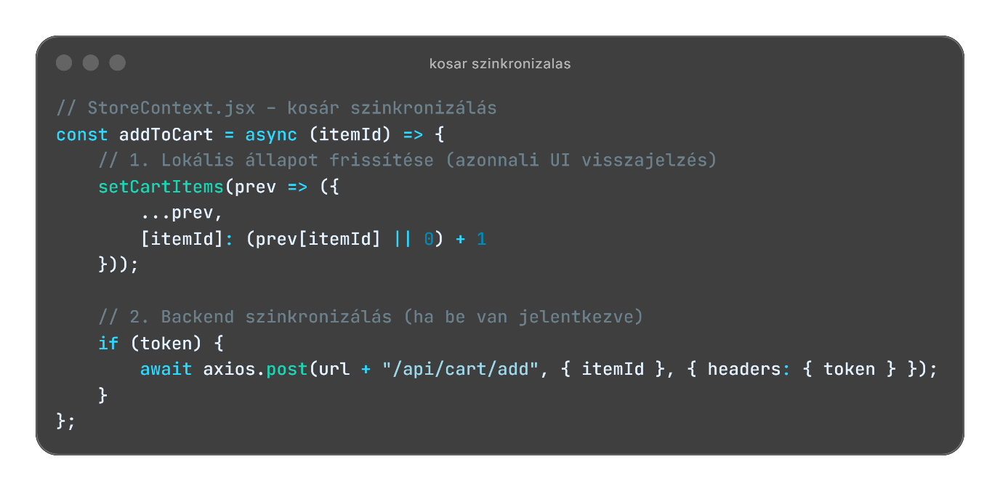 kosar szinkronizalas
// StoreContext.jsx – kosár szinkronizálás
const addToCart = async (itemId) => {
    // 1. Lokális állapot frissítése (azonnali UI visszajelzés)
    setCartItems(prev => ({
        ...prev,
        [itemId]: (prev[itemId] || 0) + 1
    }));

    // 2. Backend szinkronizálás (ha be van jelentkezve)
    if (token) {
        await axios.post(url + "/api/cart/add", { itemId }, { headers: { token } });
    }
};